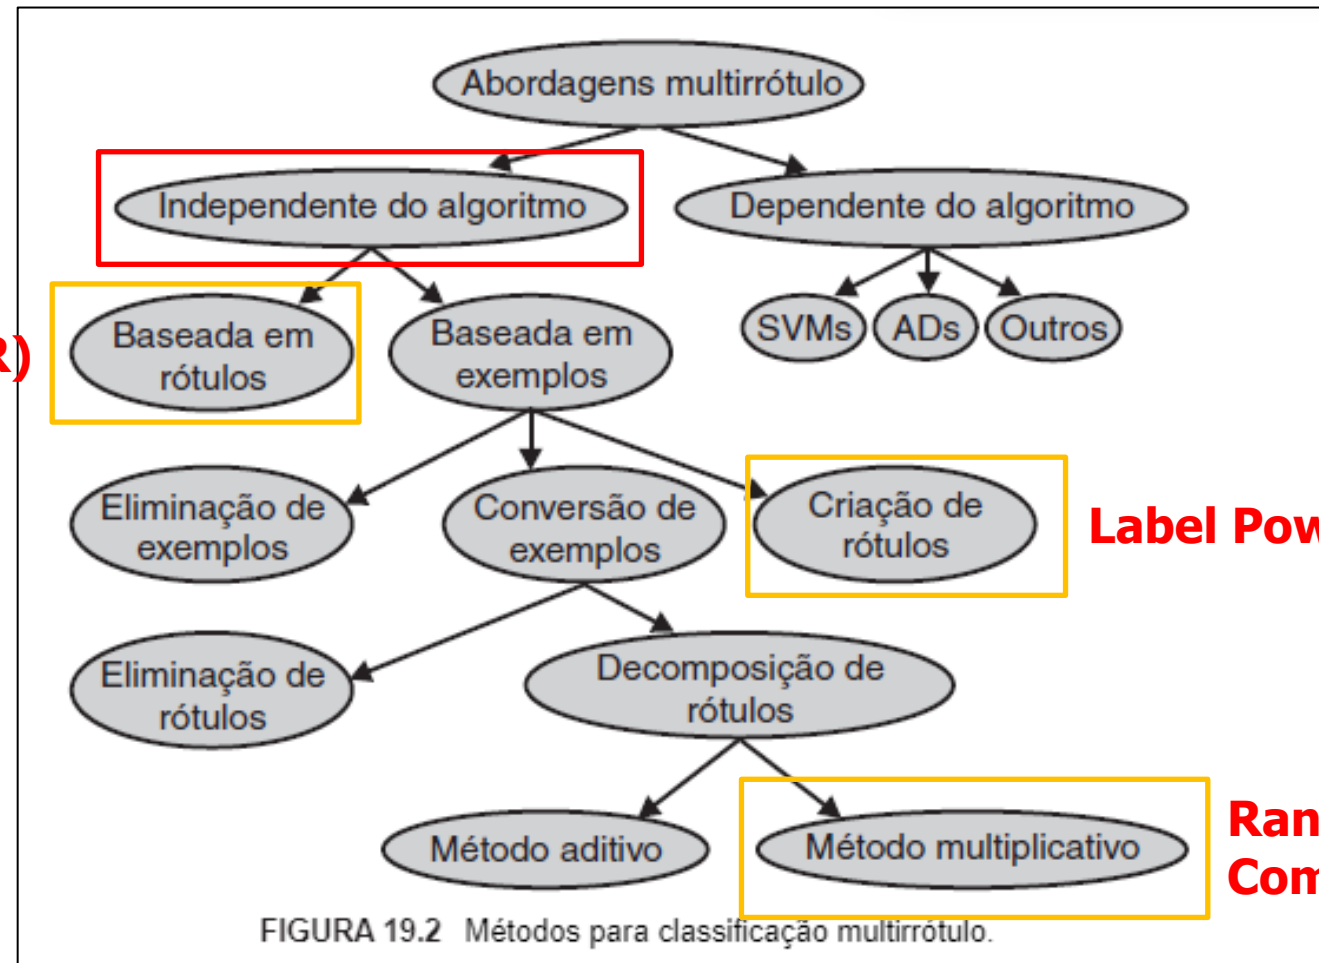 Abordagens multirrótulo
Independente do algoritmo
Dependente do algoritmo
R)
Baseada em
rótulos
Baseada em
exemplos
SVMs
ADs
Outros
Eliminação de
exemplos
Conversão de
exemplos
Criação de
rótulos
Label Pow
Eliminação de
rótulos
Decomposição de
rótulos
Método aditivo
Método multiplicativo
Ran
Com
FIGURA 19.2 Métodos para classificação multirrótulo.